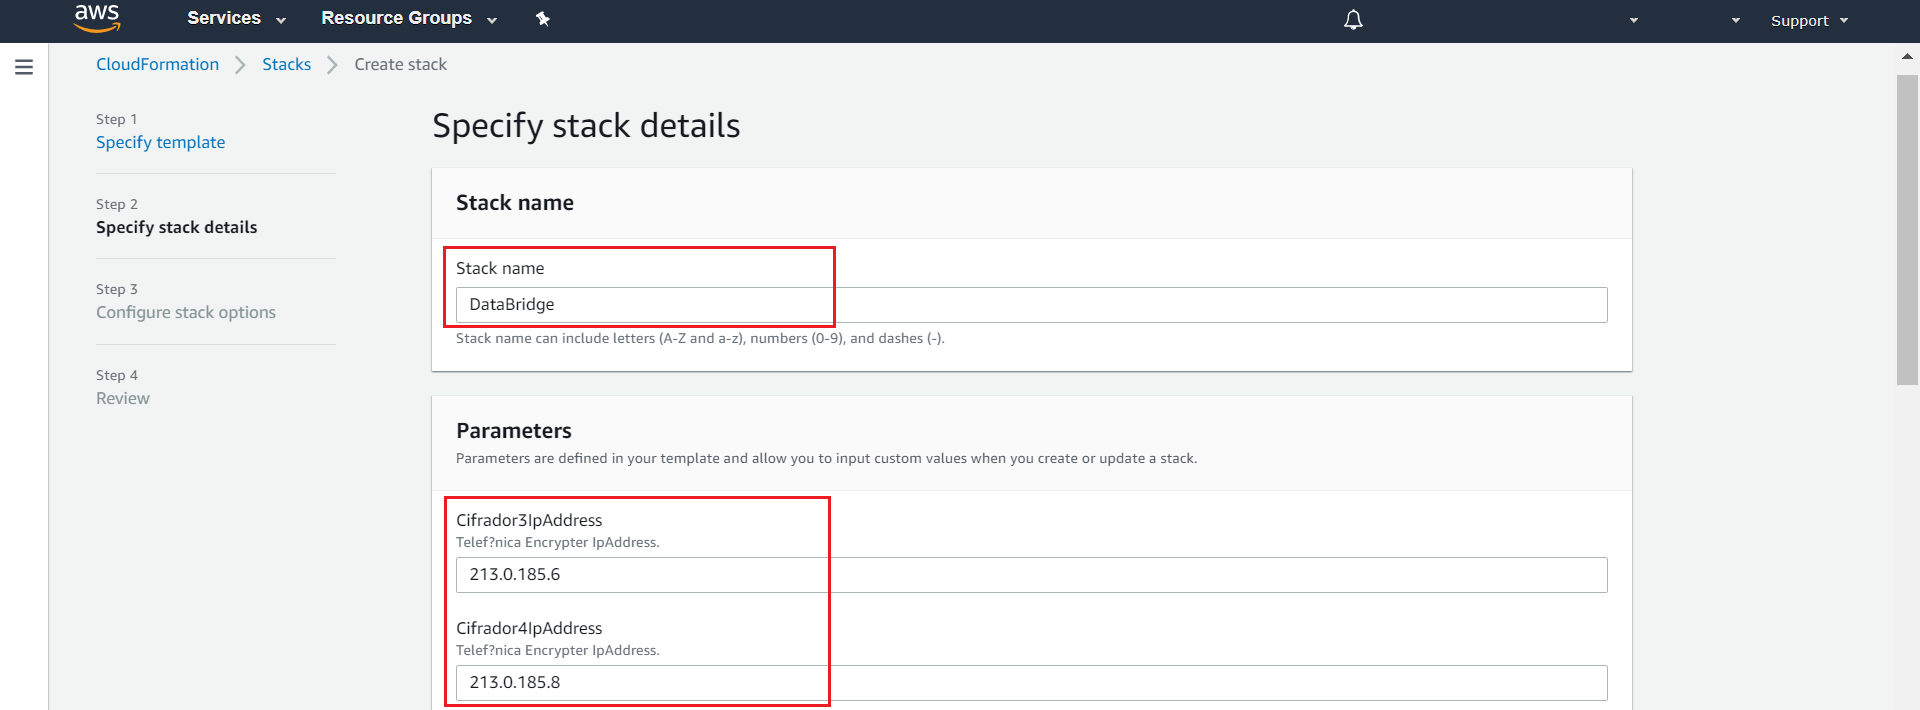 aws Services Resource Groups Support
CloudFormation Stacks Create stack
Step 1
Specify template
Step 2
Specify stack details
Step 3
Configure stack options
Step 4
Review
Specify stack details
Stack name
Stack name
DataBridge
Stack name can include letters (A-Z and a-z), numbers (0-9), and dashes (-).
Parameters
Parameters are defined in your template and allow you to input custom values when you create or update a stack.
Cifrador3IpAddress
Telef?nica Encrypter IpAddress.
213.0.185.6
Cifrador4IpAddress
Telef?nica Encrypter IpAddress.
213.0.185.8